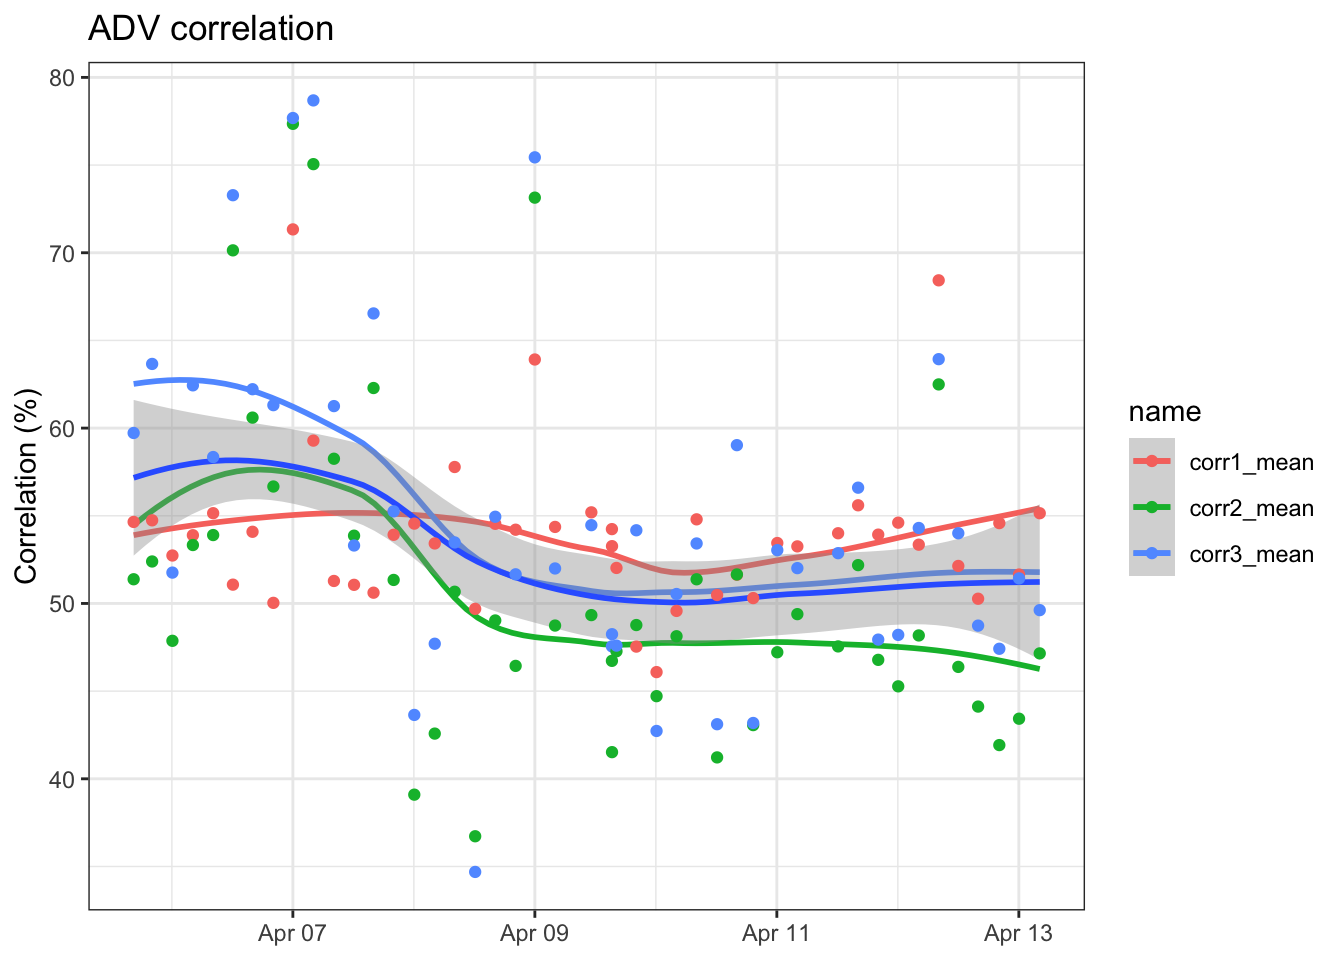 ADV correlation
Correlation (%)
80
70
60
50
40
Apr 07
Apr 09
Apr 11
Apr 13
name
corr1_mean
corr2_mean
corr3_mean